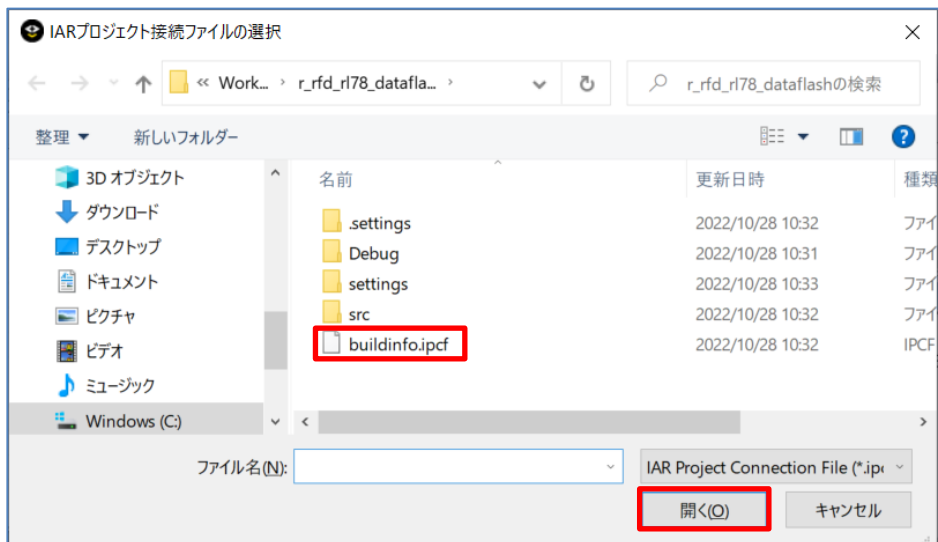 IARプロジェクト接続ファイルの選択
« Work... › r_rfd_rl78_datafla... ›
r_rfd_rl78_dataflashの検索
整理
新しいフォルダー
名前
更新日時
種類
3D オブジェクト
ダウンロード
デスクトップ
ドキュメント
ピクチャ
ビデオ
ミュージック
Windows (C:)
.settings 2022/10/28 10:32 ファイ
Debug 2022/10/28 10:31 ファイ
settings 2022/10/28 10:33 ファイ
src 2022/10/28 10:32 ファイ
buildinfo.ipcf 2022/10/28 10:32 IPCF
ファイル名(N):
IAR Project Connection File (*.ipc
開く(O)
キャンセル